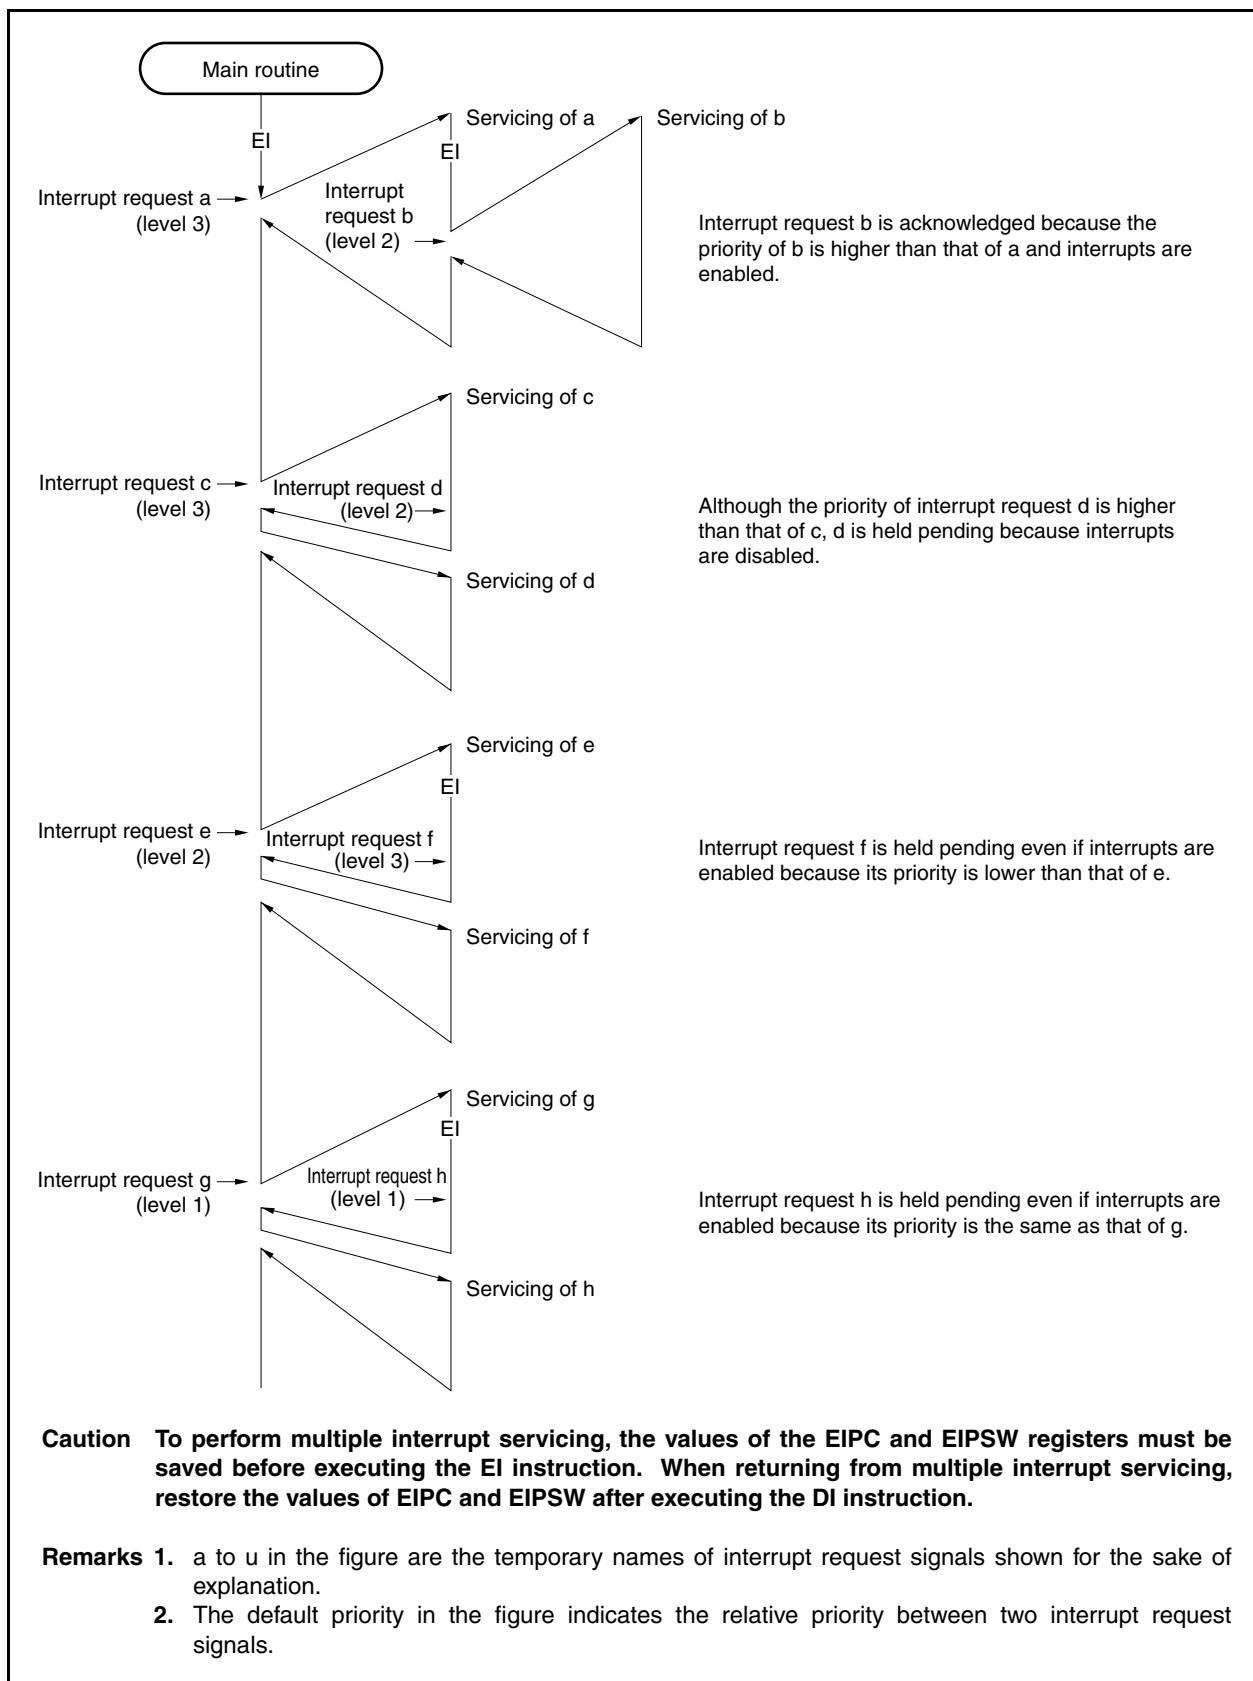 Main routine
EI
Servicing of a
Servicing of b
EI
Interrupt request a
(level 3)
Interrupt
request b
(level 2)
Interrupt request b is acknowledged because the
priority of b is higher than that of a and interrupts are
enabled.
Servicing of c
Interrupt request c
(level 3)
Interrupt request d
(level 2)
Although the priority of interrupt request d is higher
than that of c, d is held pending because interrupts
are disabled.
Servicing of d
Servicing of e
EI
Interrupt request e
(level 2)
Interrupt request f
(level 3)
Interrupt request f is held pending even if interrupts are
enabled because its priority is lower than that of e.
Servicing of f
Servicing of g
EI
Interrupt request g
(level 1)
Interrupt request h
(level 1)
Interrupt request h is held pending even if interrupts are
enabled because its priority is the same as that of g.
Servicing of h
Caution To perform multiple interrupt servicing, the values of the EIPC and EIPSW registers must be
saved before executing the EI instruction. When returning from multiple interrupt servicing,
restore the values of EIPC and EIPSW after executing the DI instruction.
Remarks 1. a to u in the figure are the temporary names of interrupt request signals shown for the sake of
explanation.
2. The default priority in the figure indicates the relative priority between two interrupt request
signals.